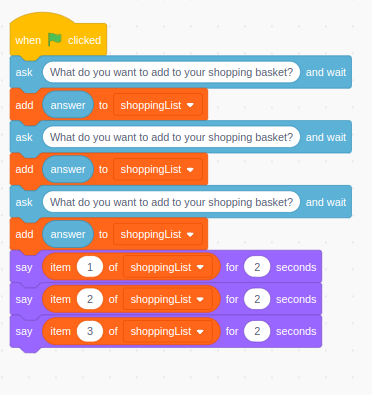 when clicked
ask What do you want to add to your shopping basket? and wait
add answer to shoppingList
ask What do you want to add to your shopping basket? and wait
add answer to shoppingList
ask What do you want to add to your shopping basket? and wait
add answer to shoppingList
say item 1 of shoppingList for 2 seconds
say item 2 of shoppingList for 2 seconds
say item 3 of shoppingList for 2 seconds